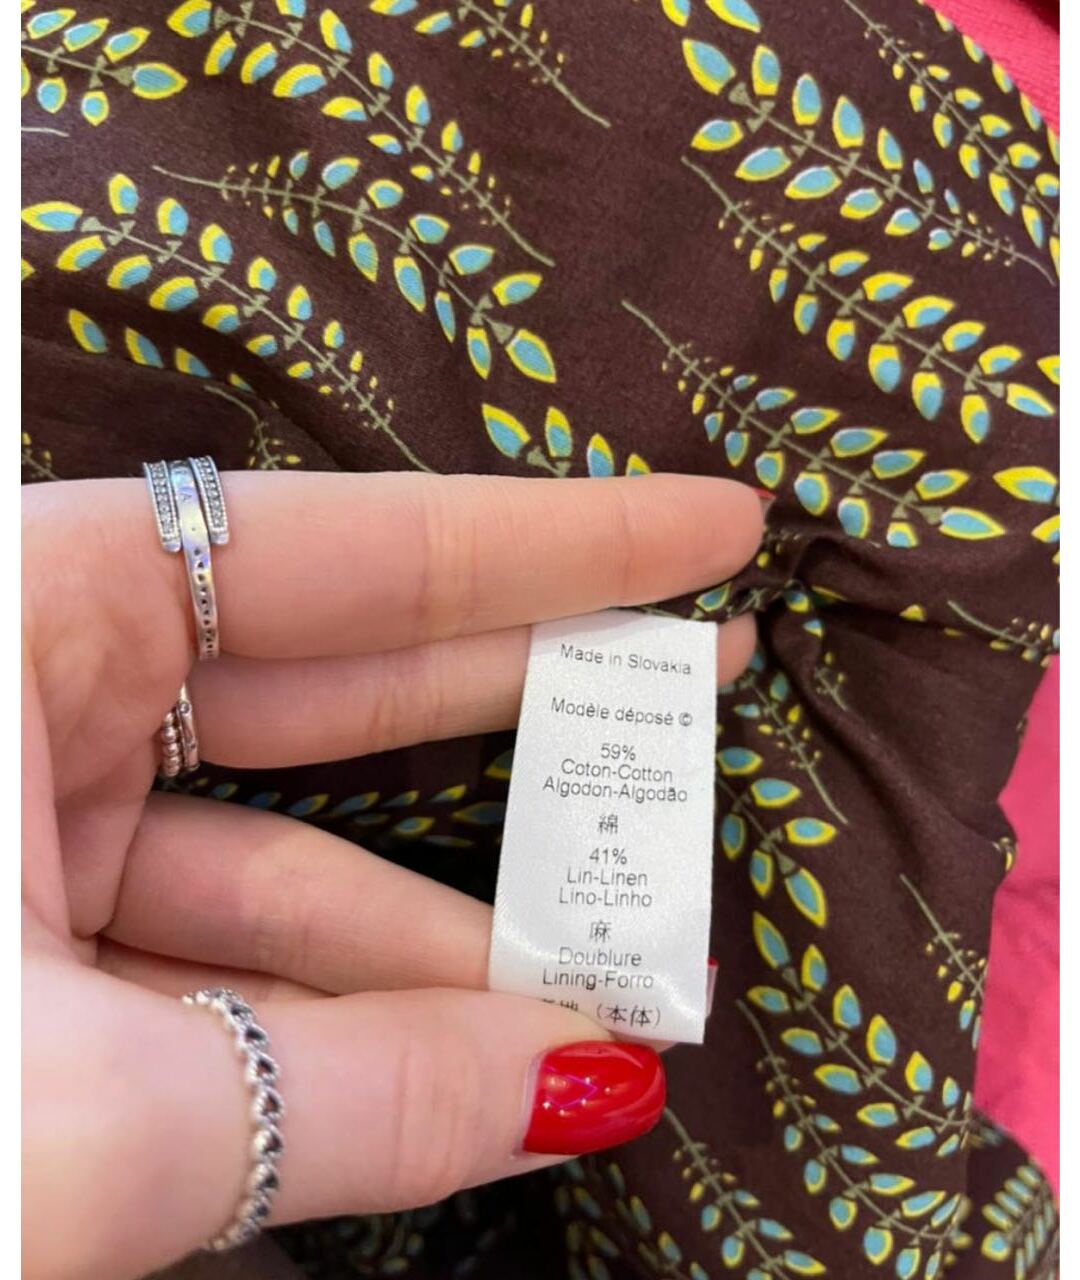 Made in Slovakia
Modèle déposé ©
59%
Coton-Cotton
Algodon-Algodão
綿
41%
Lin-Linen
Lino-Linho
麻
Doublure
Lining-Forro
(本体)